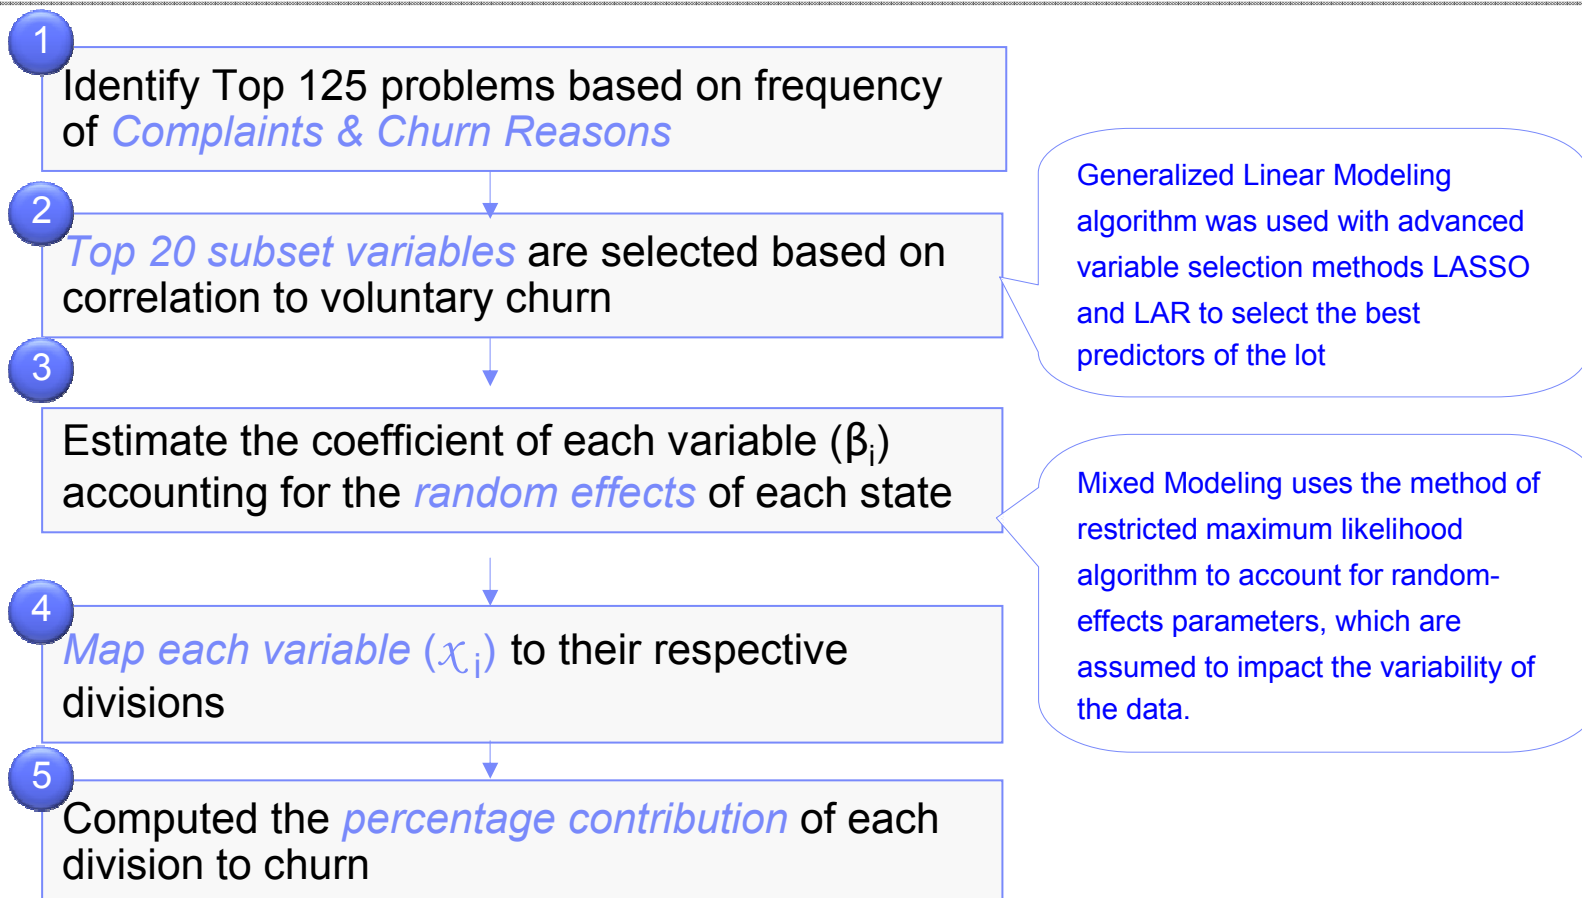 1
Identify Top 125 problems based on frequency
of Complaints & Churn Reasons
2
Top 20 subset variables are selected based on
correlation to voluntary churn
Generalized Linear Modeling
algorithm was used with advanced
variable selection methods LASSO
and LAR to select the best
predictors of the lot
3
Estimate the coefficient of each variable (βi)
accounting for the random effects of each state
Mixed Modeling uses the method of
restricted maximum likelihood
algorithm to account for random-
effects parameters, which are
assumed to impact the variability of
the data.
4
Map each variable (χi) to their respective
divisions
5
Computed the percentage contribution of each
division to churn